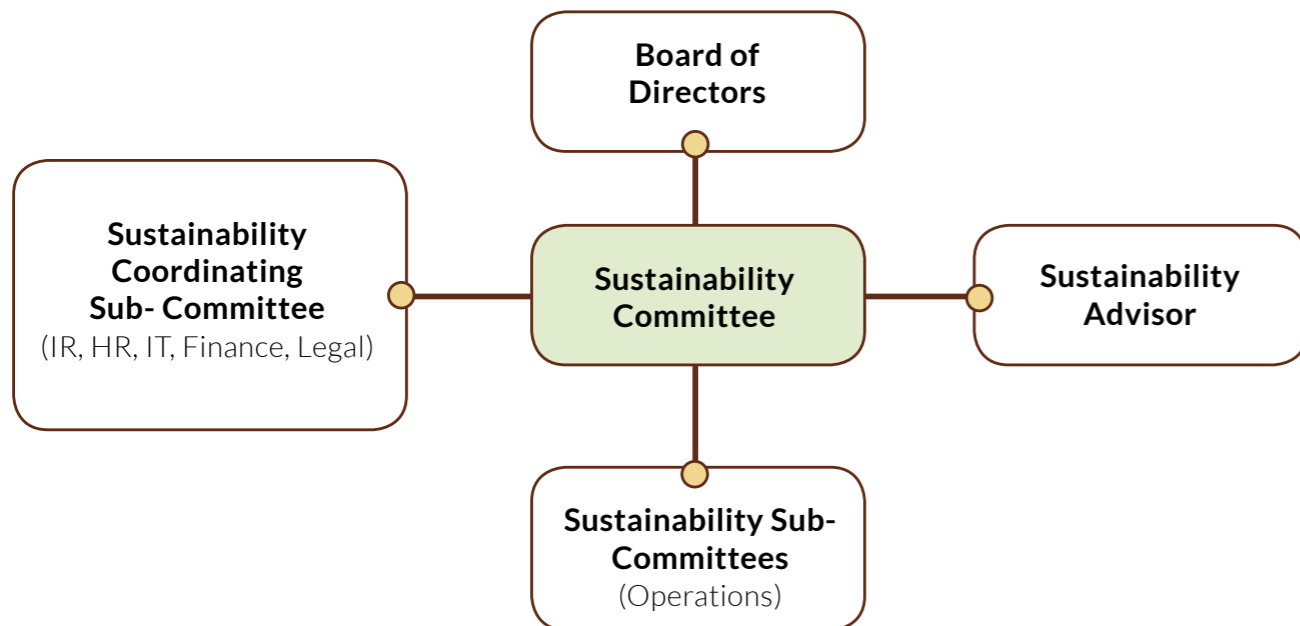 Board of
Directors
Sustainability
Coordinating
Sub- Committee
(IR, HR, IT, Finance, Legal)
Sustainability
Committee
Sustainability
Advisor
Sustainability Sub-
Committees
(Operations)